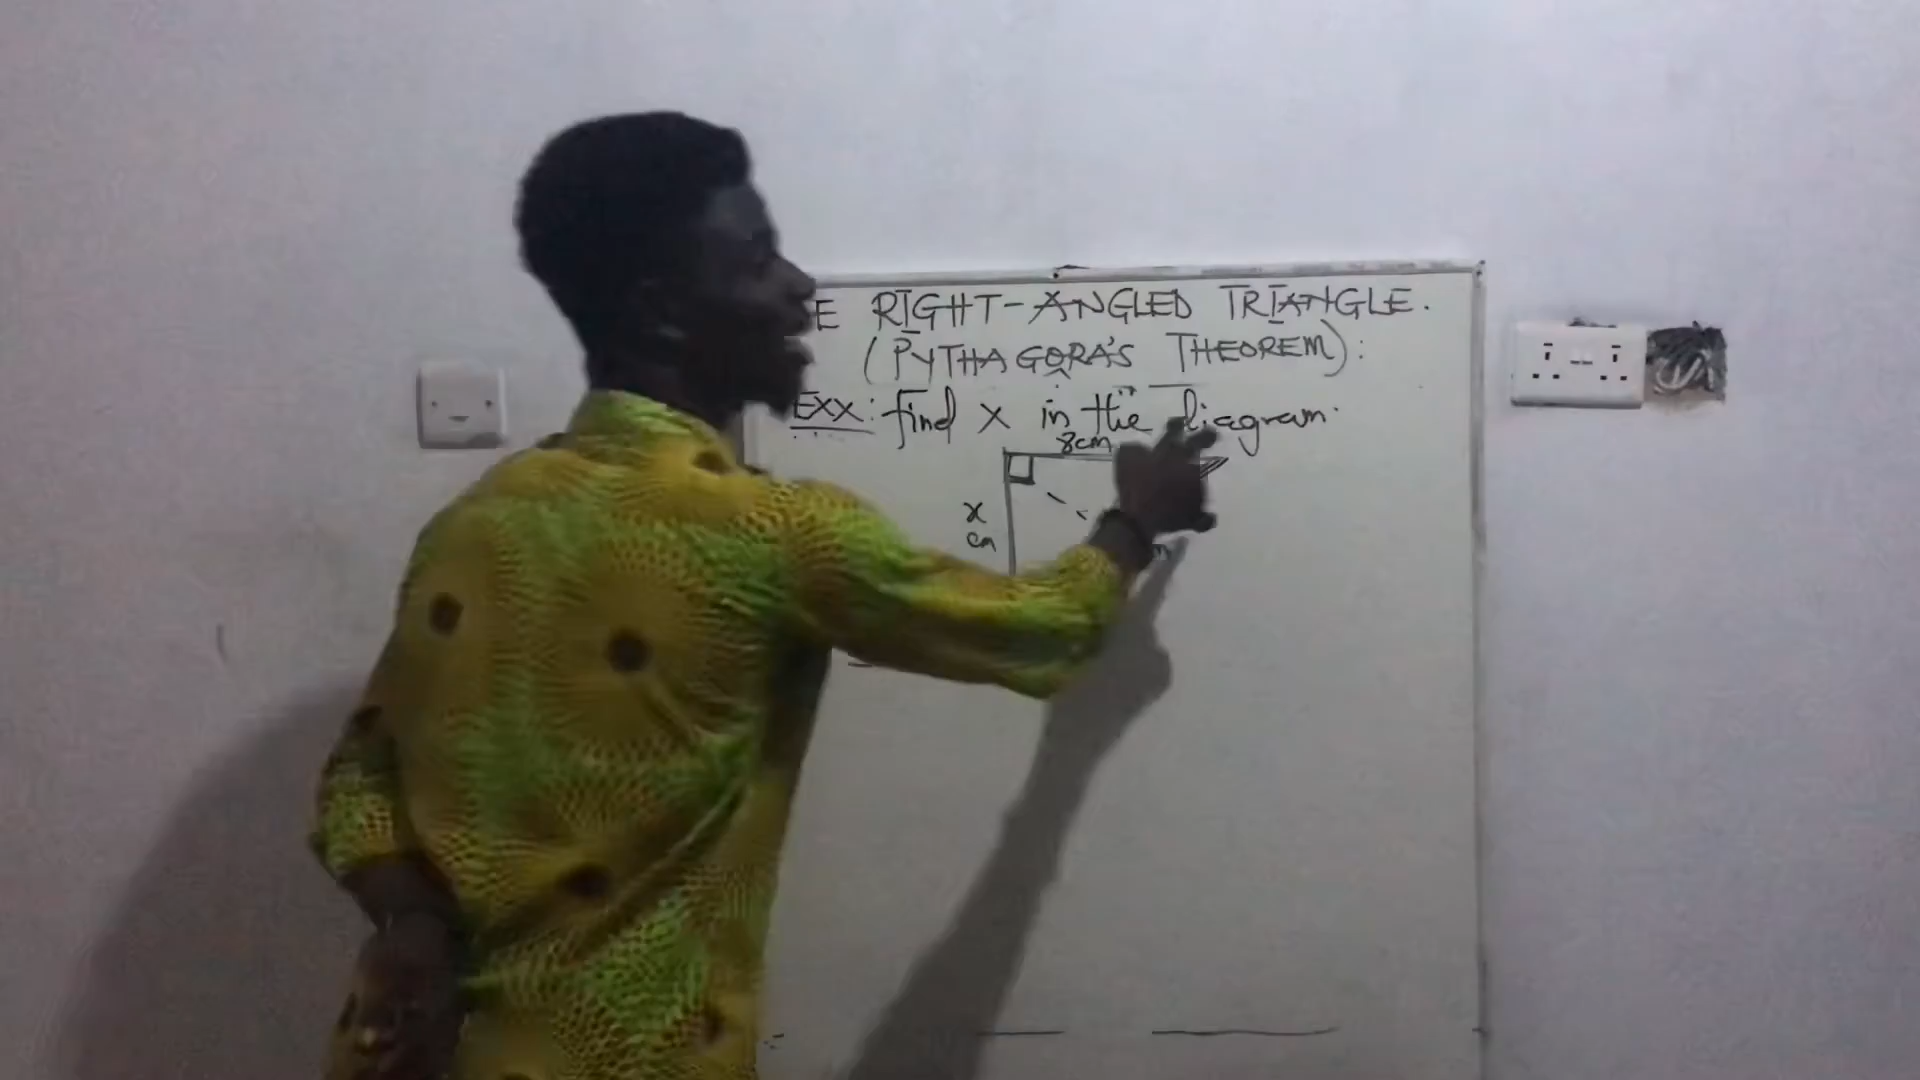 E RIGHT-ANGLED TRIANGLE.
(PYTHAGORA'S THEOREM):
EXX: find x in the diagram.
8cm
x
cm